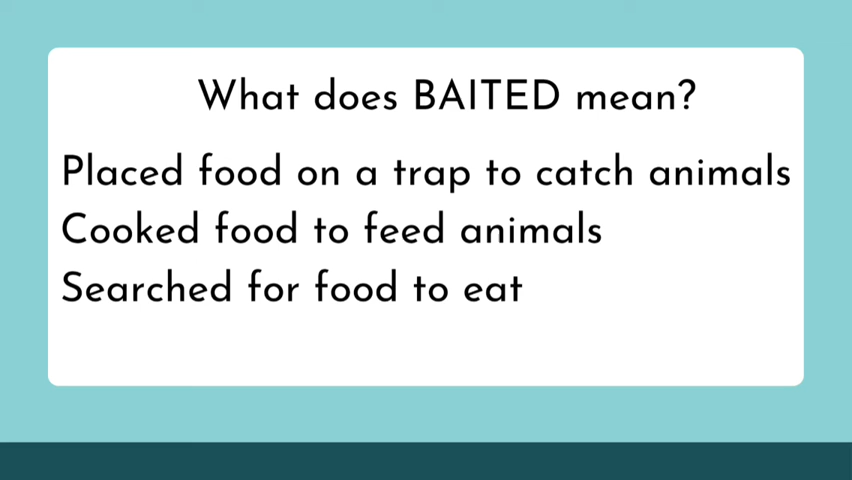 What does BAITED mean?
Placed food on a trap to catch animals
Cooked food to feed animals
Searched for food to eat